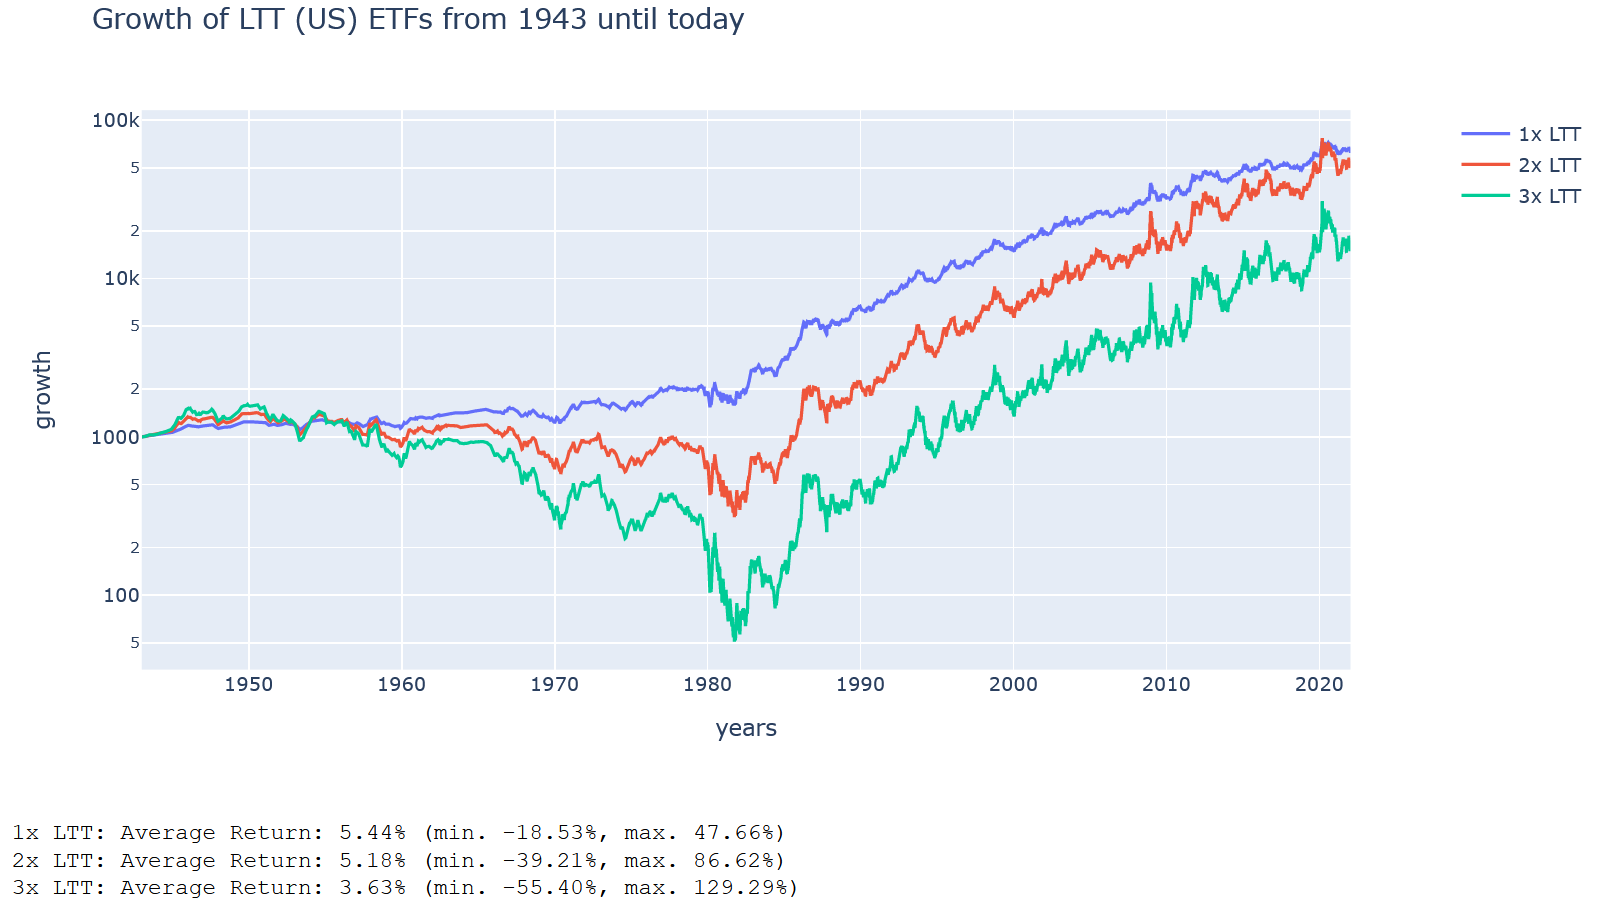 Growth of LTT (US) ETFs from 1943 until today
100k
5
2
10k
5
2
1000
5
2
100
5
growth
1950 1960 1970 1980 1990 2000 2010 2020
years
1x LTT
2x LTT
3x LTT
1x LTT: Average Return: 5.44% (min. -18.53%, max. 47.66%)
2x LTT: Average Return: 5.18% (min. -39.21%, max. 86.62%)
3x LTT: Average Return: 3.63% (min. -55.40%, max. 129.29%)